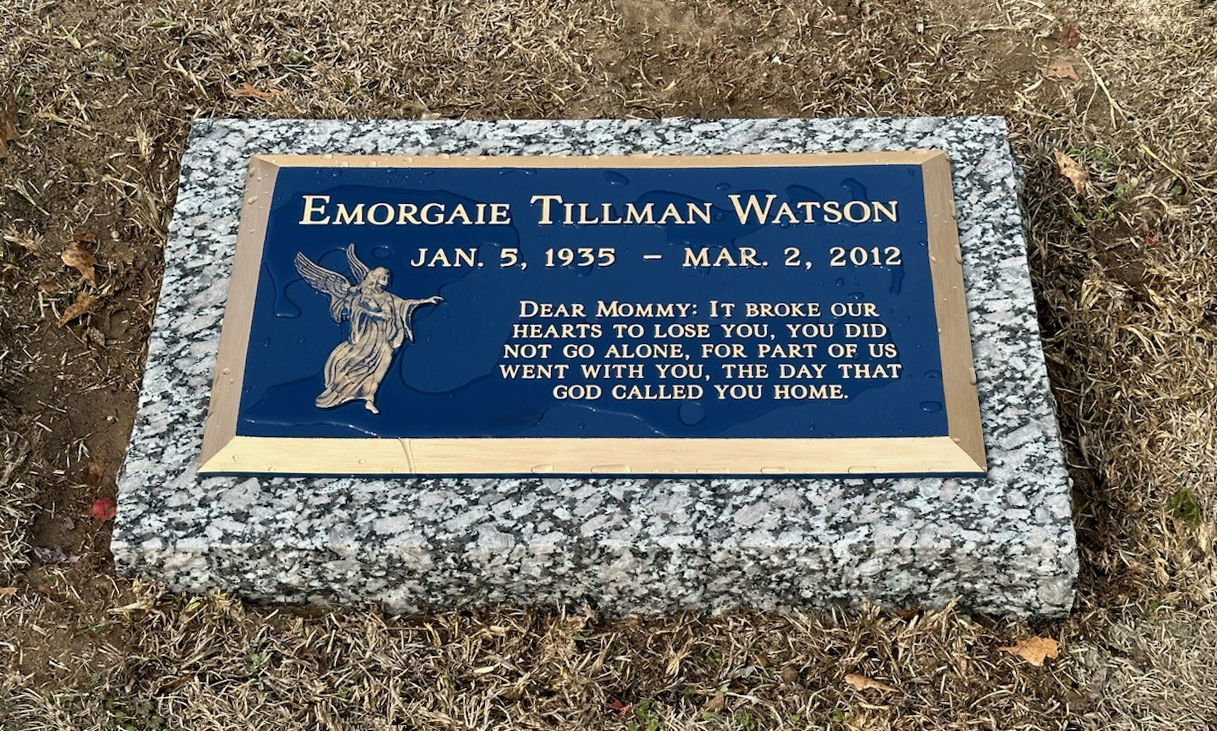 EMORGAIE TILLMAN WATSON
JAN. 5, 1935 – MAR. 2, 2012
DEAR MOMMY: IT BROKE OUR
HEARTS TO LOSE YOU, YOU DID
NOT GO ALONE, FOR PART OF US
WENT WITH YOU, THE DAY THAT
GOD CALLED YOU HOME.